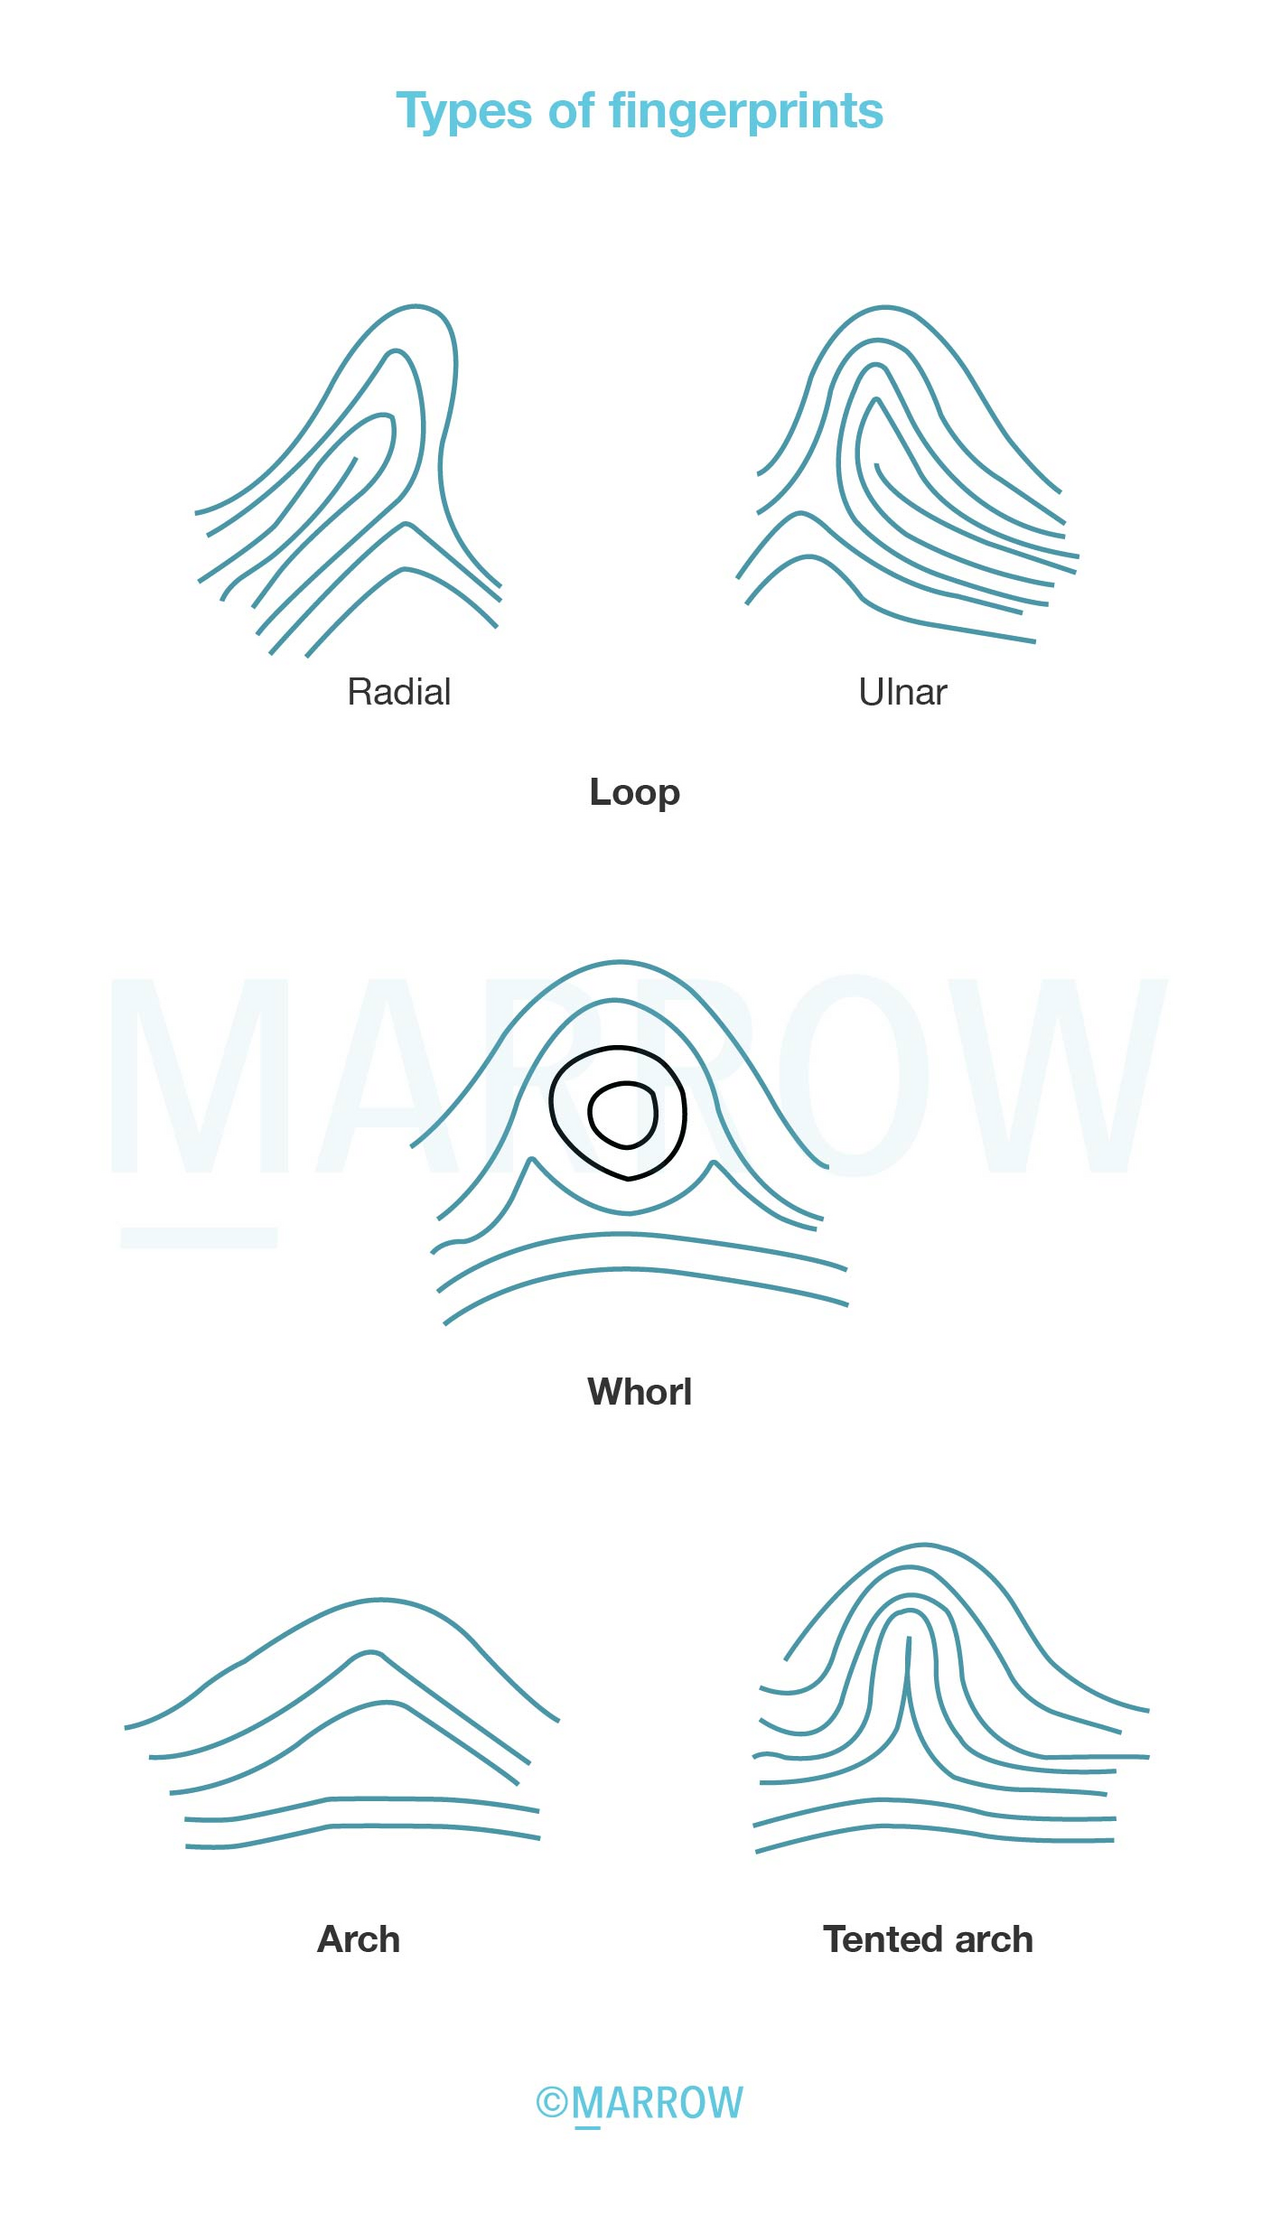 Types of fingerprints
Radial
Ulnar
Loop
MARROW
Whorl
Arch
Tented arch
©MARROW